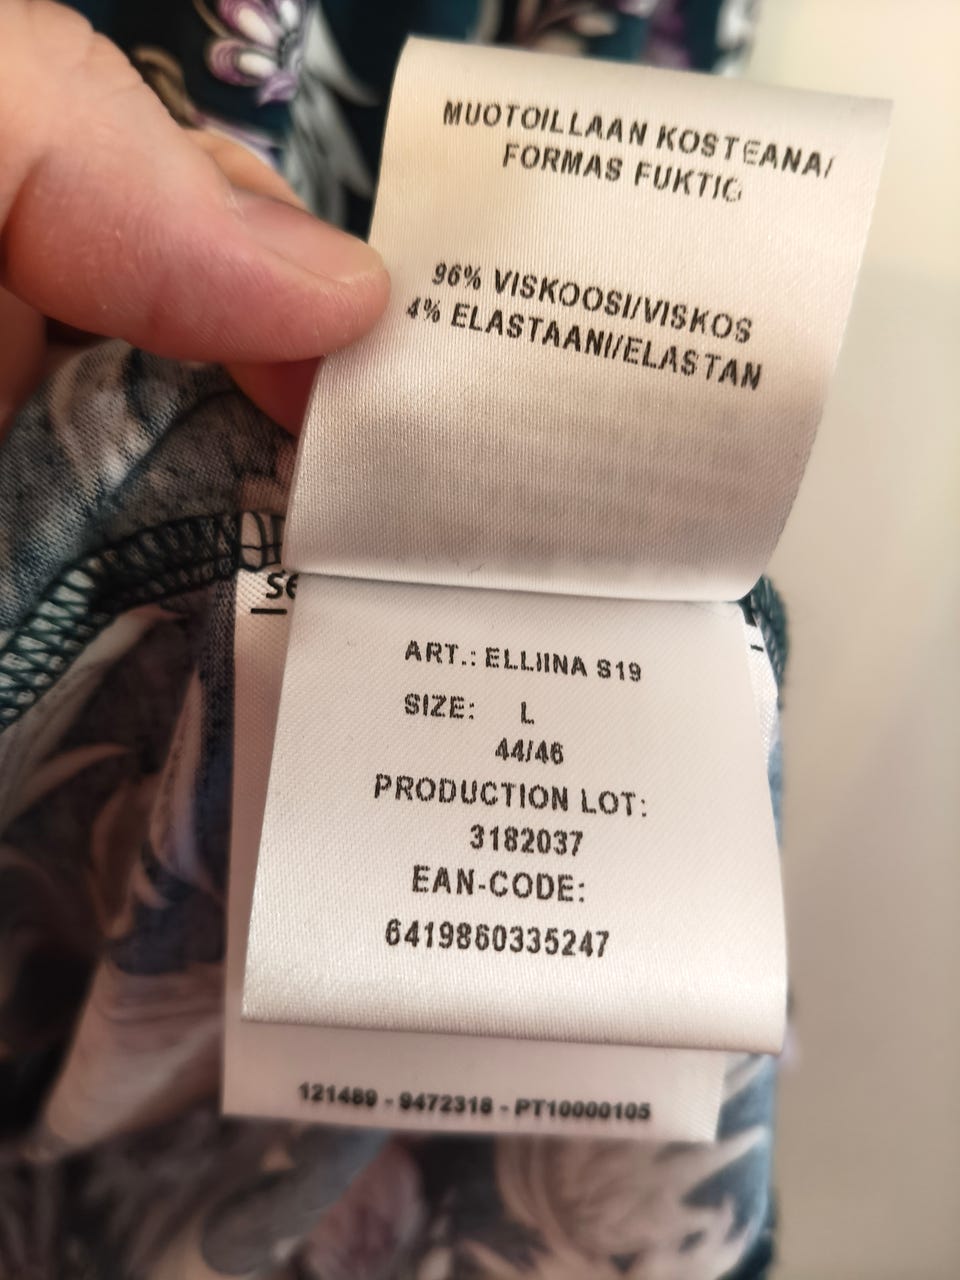 MUOTOILLAAN KOSTEANA/
FORMAS FUKTIG
96% VISKOOSI/VISKOS
4% ELASTAANI/ELASTAN
ART.: ELLIINA S19
SIZE: L
44/46
PRODUCTION LOT:
3182037
EAN-CODE:
6419860335247
121489 - 9472318 - PT10000105